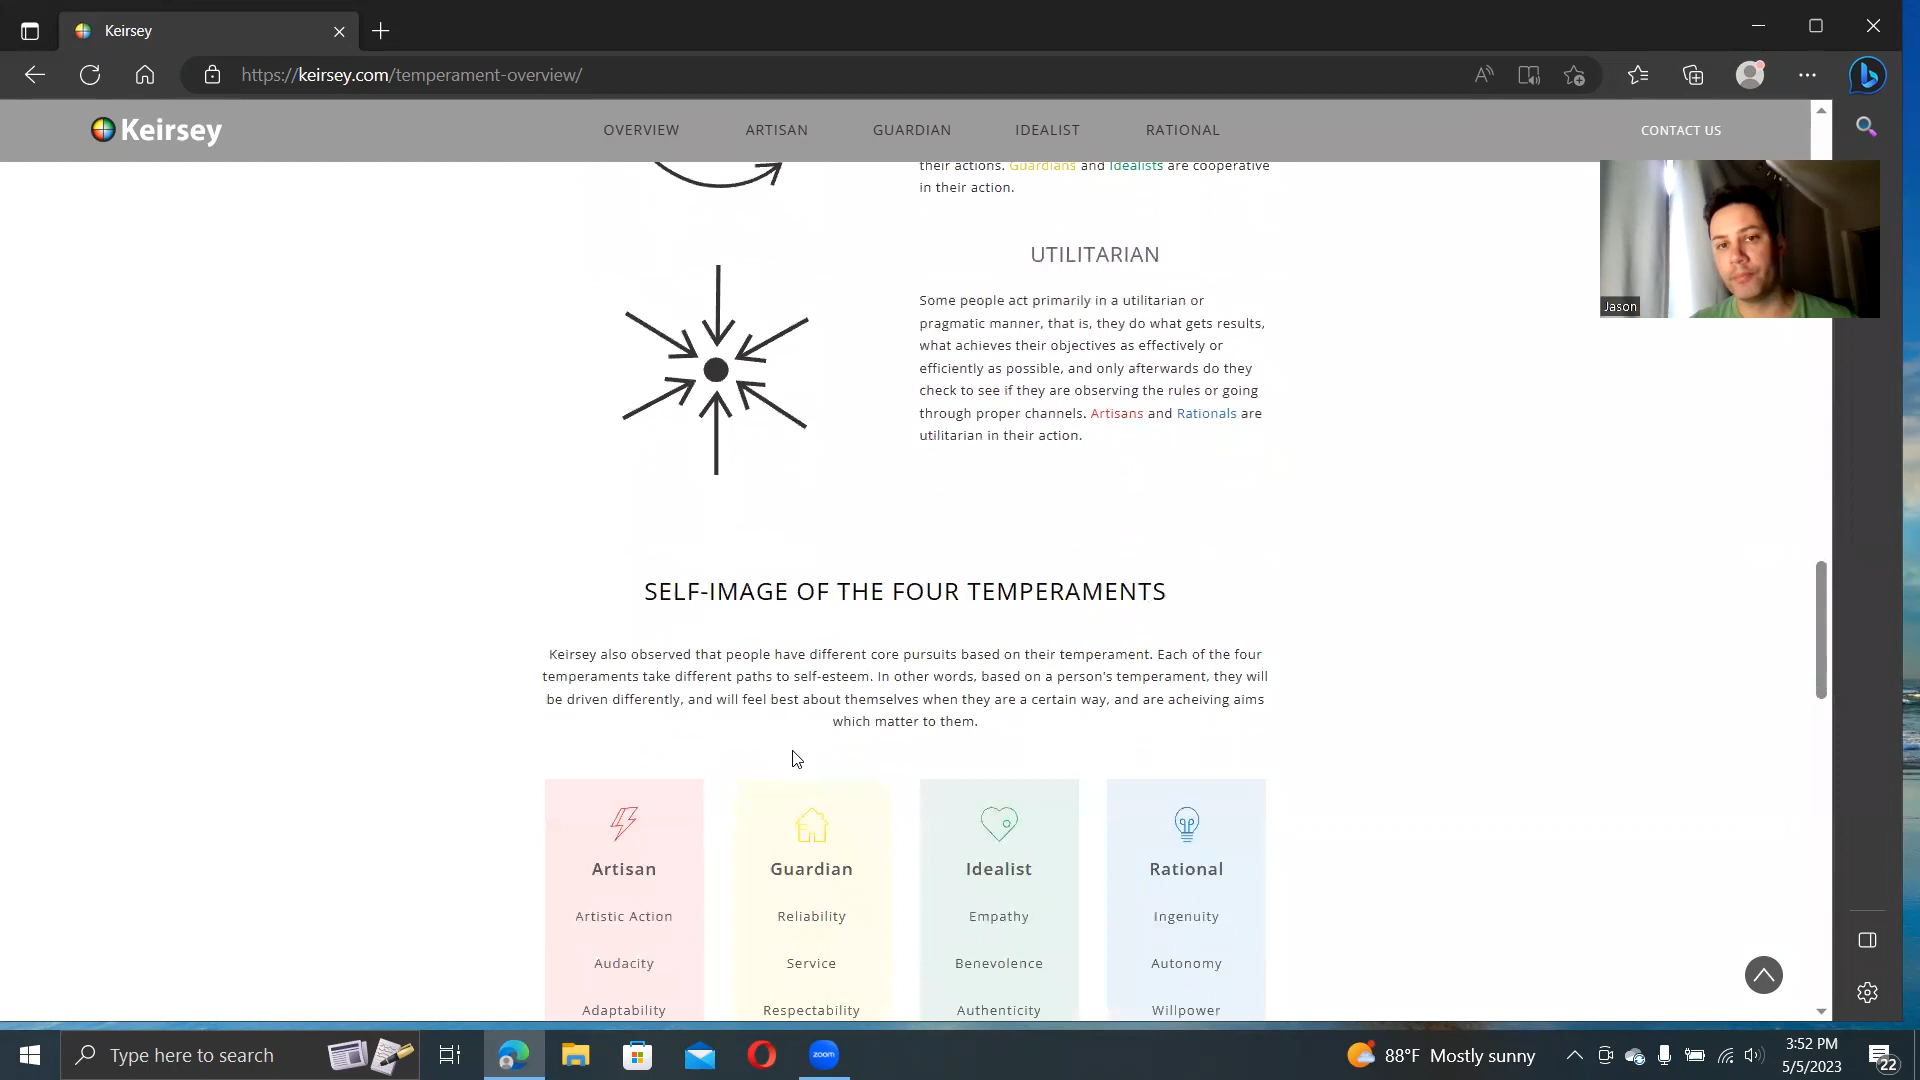 Keirsey
https://keirsey.com/temperament-overview/
Keirsey
OVERVIEW
ARTISAN
GUARDIAN
IDEALIST
RATIONAL
CONTACT US
their actions. Guardians and Idealists are cooperative
in their action.
Jason
UTILITARIAN
Some people act primarily in a utilitarian or
pragmatic manner, that is, they do what gets results,
what achieves their objectives as effectively or
efficiently as possible, and only afterwards do they
check to see if they are observing the rules or going
through proper channels. Artisans and Rationals are
utilitarian in their action.
SELF-IMAGE OF THE FOUR TEMPERAMENTS
Keirsey also observed that people have different core pursuits based on their temperament. Each of the four
temperaments take different paths to self-esteem. In other words, based on a person's temperament, they will
be driven differently, and will feel best about themselves when they are a certain way, and are acheiving aims
which matter to them.
Artisan
Artistic Action
Audacity
Adaptability
Guardian
Reliability
Service
Respectability
Idealist
Empathy
Benevolence
Authenticity
Rational
Ingenuity
Autonomy
Willpower
Type here to search
zoom
88°F Mostly sunny
3:52 PM
5/5/2023
22